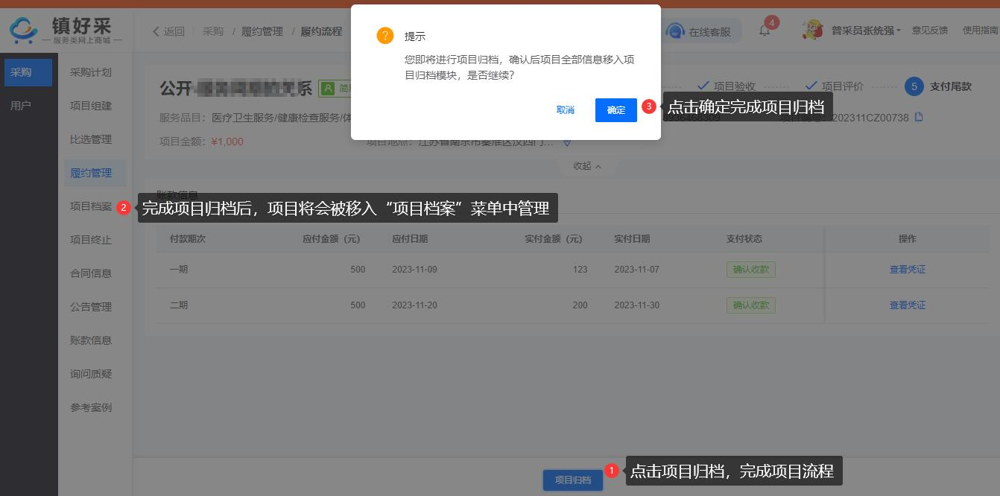 镇好采
服务类网上商城
返回 采购 / 履约管理 / 履约流程
在线客服
4
普采员张统强
意见反馈
使用指南
采购
用户
采购计划
项目组建
比选管理
履约管理
项目档案
项目终止
合同信息
公告管理
账款信息
询问质疑
参考案例
提示
您即将进行项目归档，确认后项目全部信息移入项
目归档模块，是否继续？
取消 确定
3 点击确定完成项目归档
公开
系
项目验收 项目评价 5 支付尾款
服务品目： 医疗卫生服务/健康检查服务/体
8936468309
202311CZ00738
项目金额： ¥1,000
项目地点： 江苏省南京市秦淮区汉西门…
收起
账款信息
2 完成项目归档后，项目将会被移入“项目档案”菜单中管理
付款期次 应付金额（元） 应付日期 实付金额（元） 实付日期 支付状态 操作
一期 500 2023-11-09 123 2023-11-07 确认收款 查看凭证
二期 500 2023-11-20 200 2023-11-30 确认收款 查看凭证
项目归档
1 点击项目归档，完成项目流程